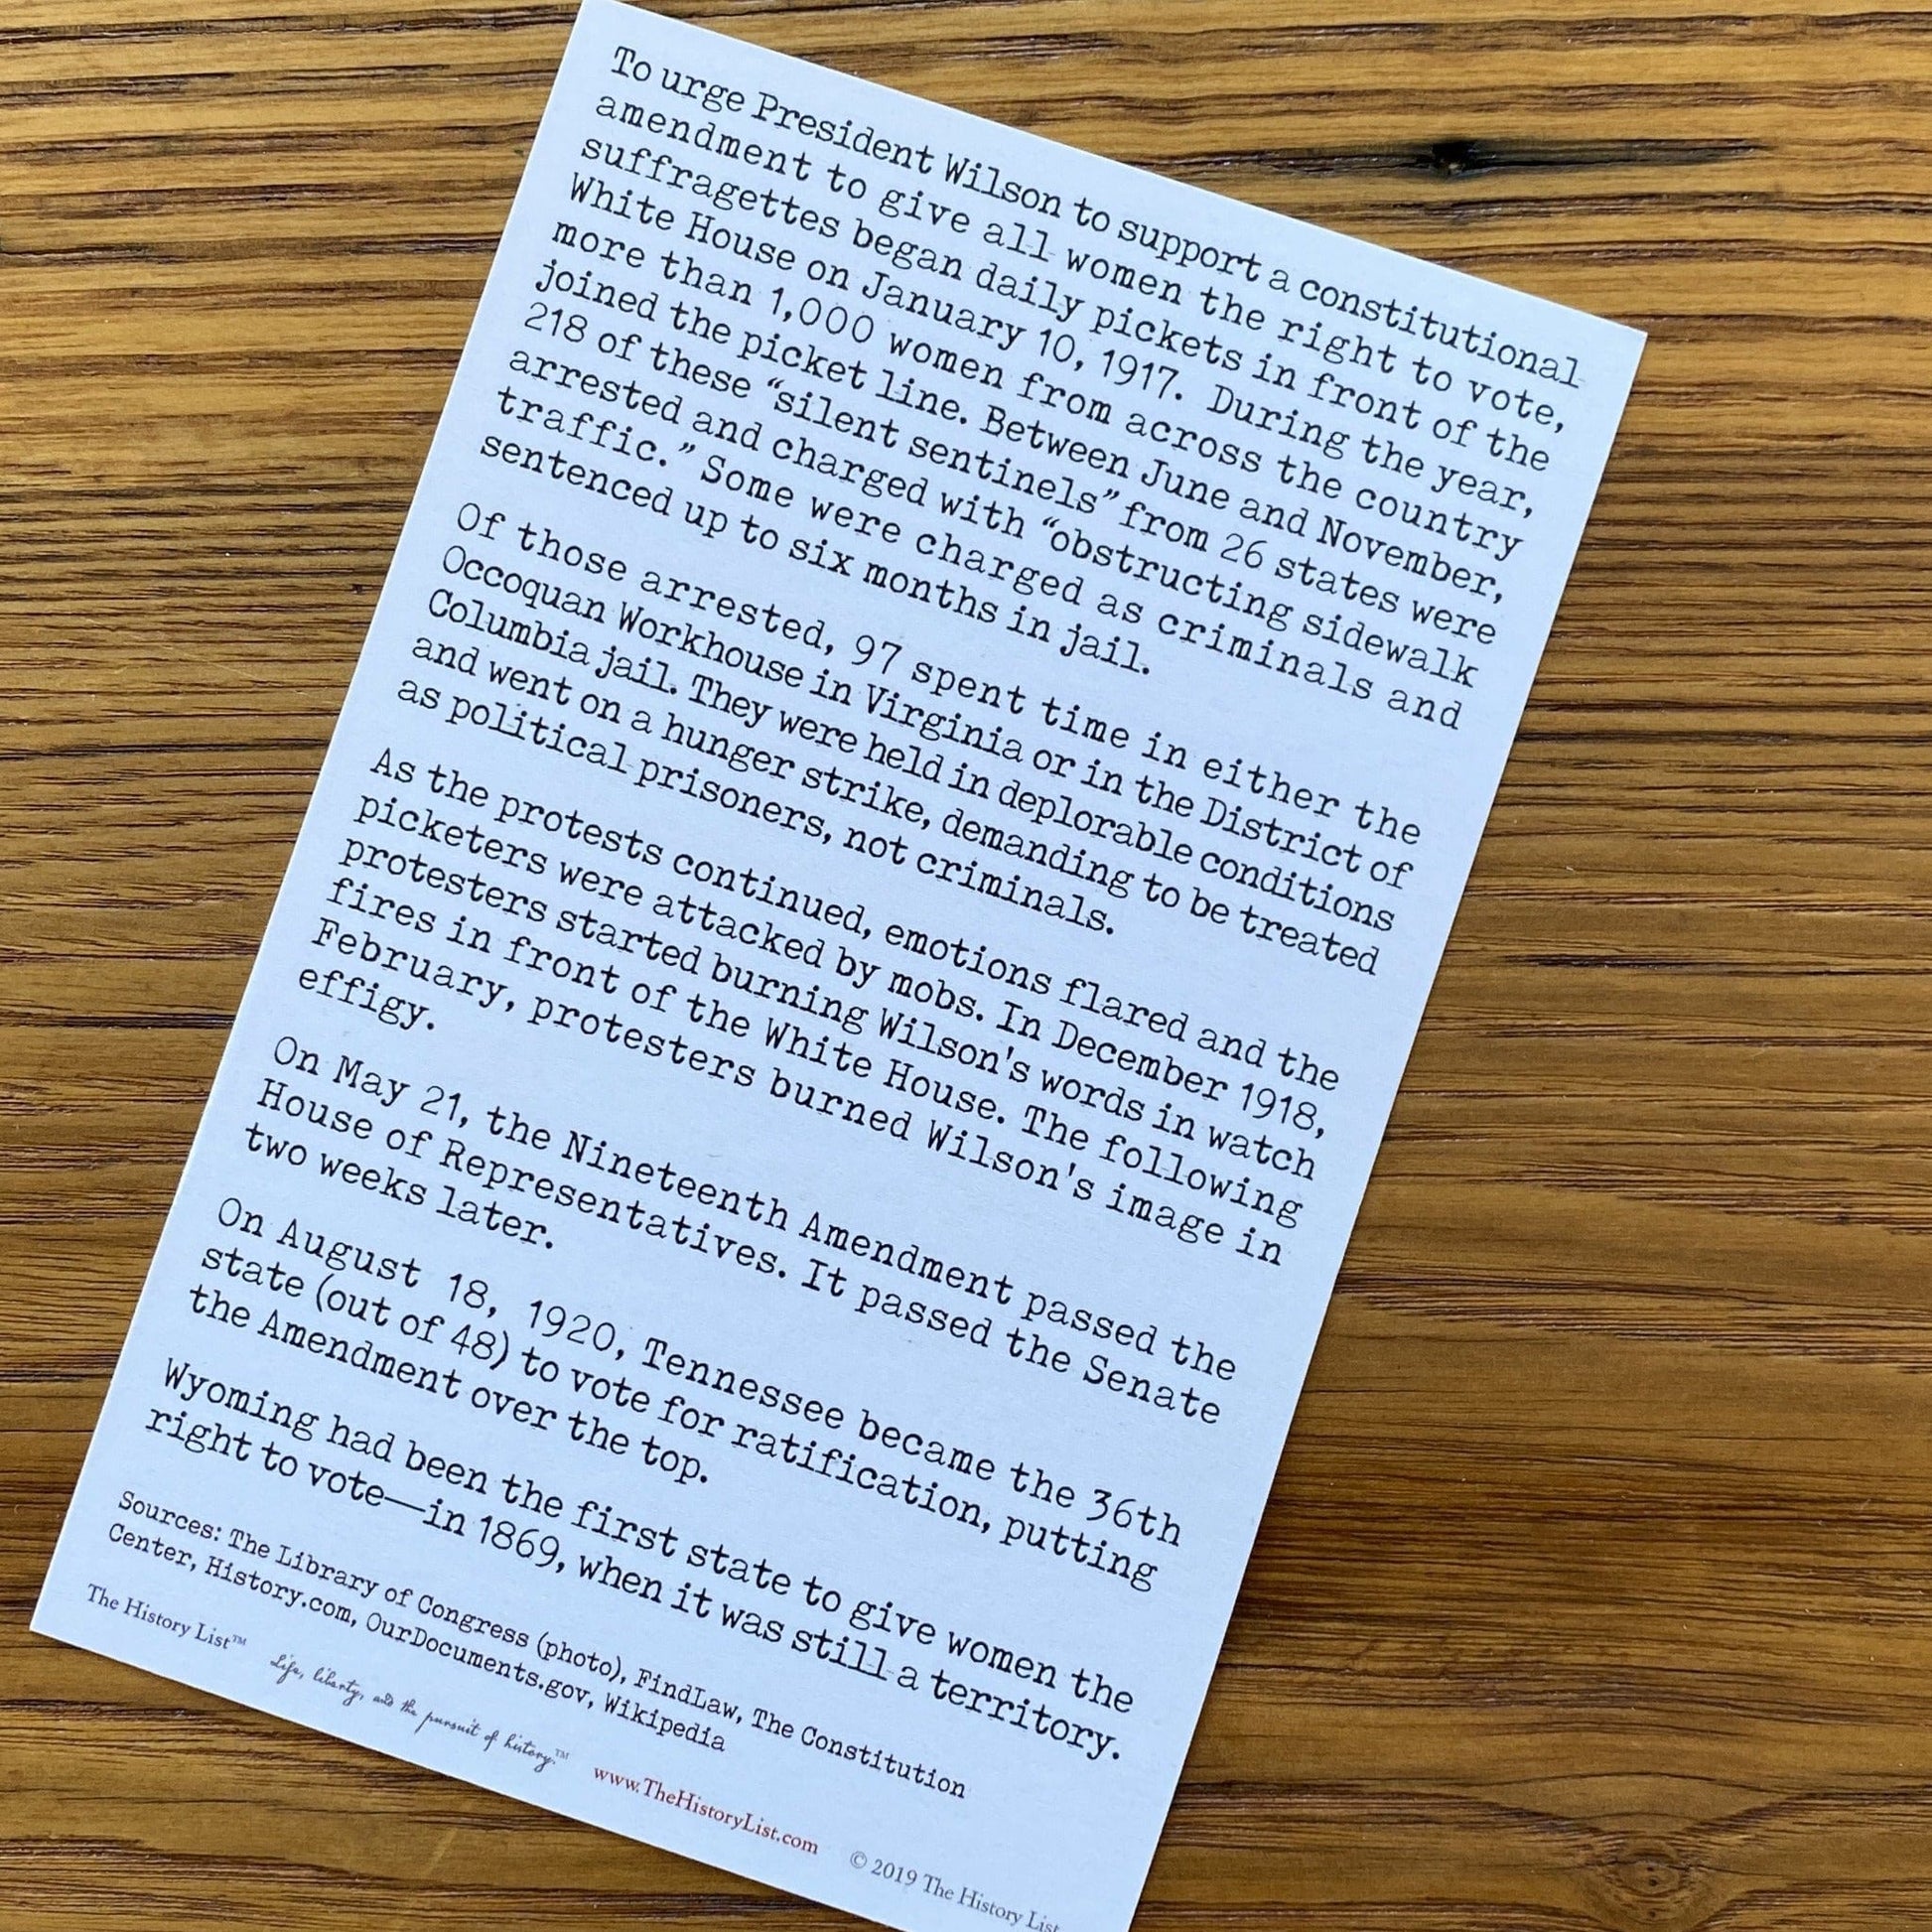 To urge President Wilson to support a constitutional
amendment to give all women the right to vote,
suffragettes began daily pickets in front of the
White House on January 10, 1917. During the year,
more than 1,000 women from across the country
joined the picket line. Between June and November,
218 of these “silent sentinels” from 26 states were
arrested and charged with “obstructing sidewalk
traffic.” Some were charged as criminals and
sentenced up to six months in jail.
Of those arrested, 97 spent time in either the
Occoquan Workhouse in Virginia or in the District of
Columbia jail. They were held in deplorable conditions
and went on a hunger strike, demanding to be treated
as political prisoners, not criminals.
As the protests continued, emotions flared and the
picketers were attacked by mobs. In December 1918,
protesters started burning Wilson's words in watch
fires in front of the White House. The following
February, protesters burned Wilson's image in
effigy.
On May 21, the Nineteenth Amendment passed the
House of Representatives. It passed the Senate
two weeks later.
On August 18, 1920, Tennessee became the 36th
state (out of 48) to vote for ratification, putting
the Amendment over the top.
Wyoming had been the first state to give women the
right to vote—in 1869, when it was still a territory.
Sources: The Library of Congress (photo), FindLaw, The Constitution
Center, History.com, OurDocuments.gov, Wikipedia
The History List™ Life, liberty, and the pursuit of history.™ www.TheHistoryList.com © 2019 The History List